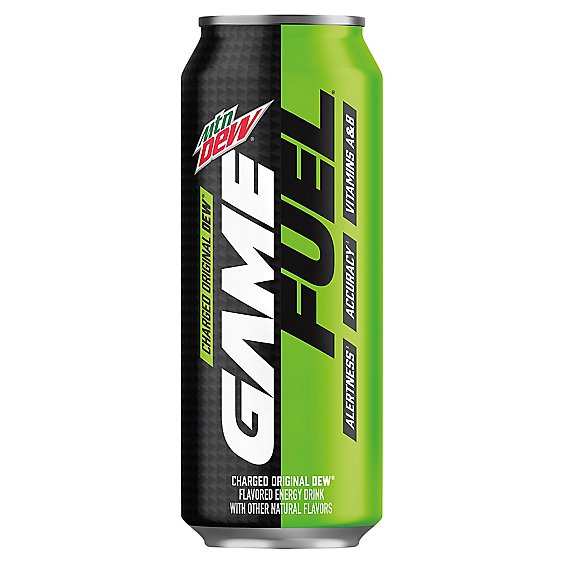 mtn
DEW®
CHARGED ORIGINAL DEW®
GAME
FUEL®
ALERTNESS* ACCURACY* VITAMINS A&B
CHARGED ORIGINAL DEW®
FLAVORED ENERGY DRINK
WITH OTHER NATURAL FLAVORS